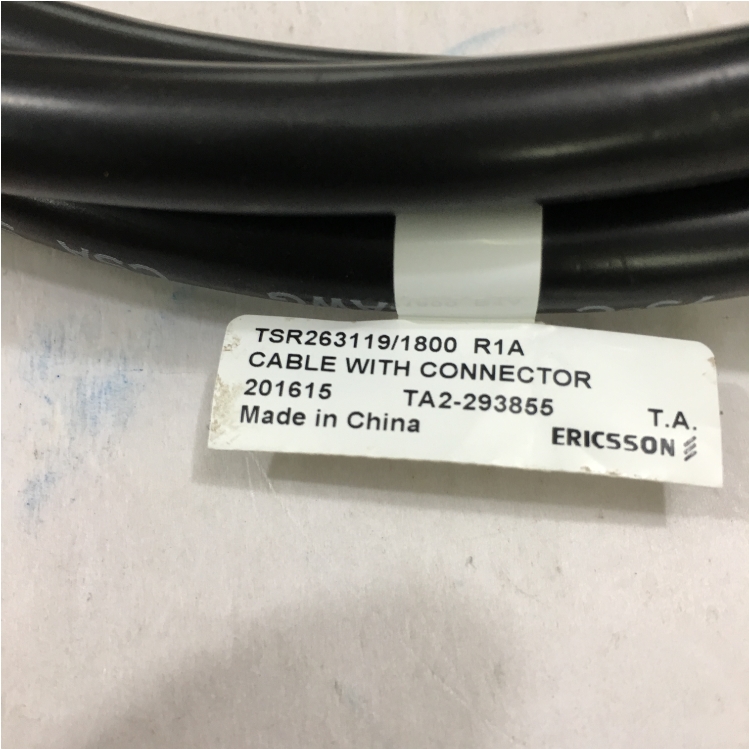 TSR263119/1800 R1A
CABLE WITH CONNECTOR
201615 TA2-293855 T.A.
Made in China ERICSSON